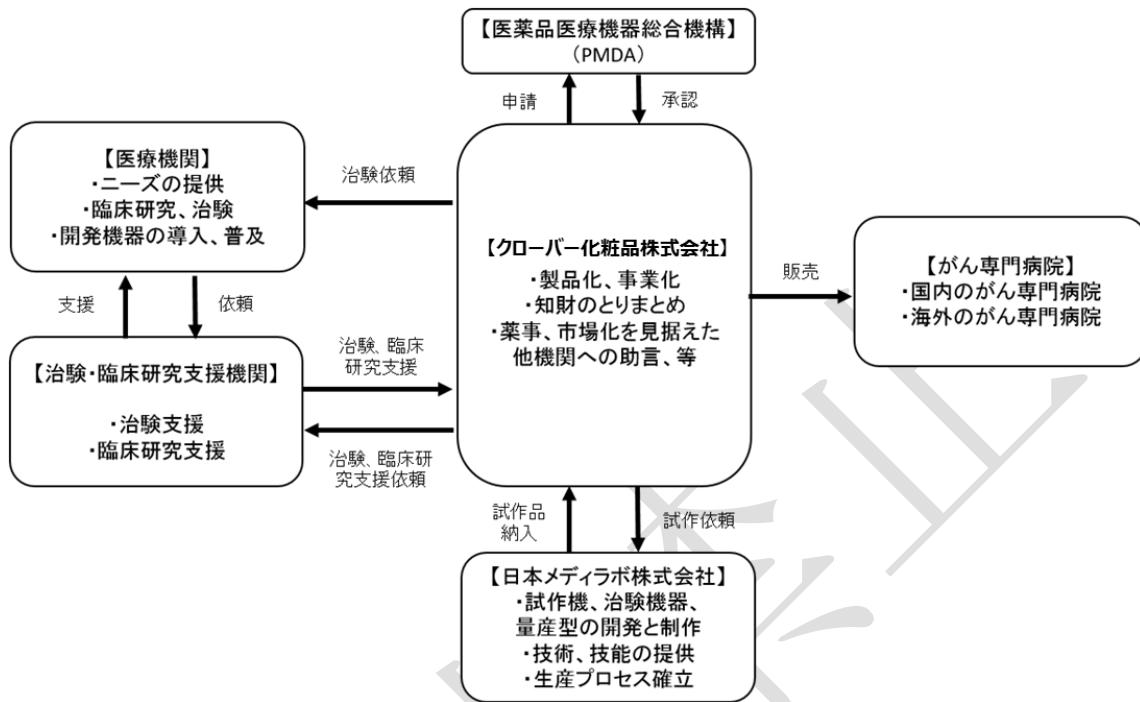 【医薬品医療機器総合機構】
(PMDA)
申請
承認
【医療機関】
・ニーズの提供
・臨床研究、治験
・開発機器の導入、普及
治験依頼
【クローバー化粧品株式会社】
・製品化、事業化
・知財のとりまとめ
・薬事、市場化を見据えた
他機関への助言、等
販売
【がん専門病院】
・国内のがん専門病院
・海外のがん専門病院
支援
依頼
【治験・臨床研究支援機関】
・治験支援
・臨床研究支援
治験、臨床
研究支援
治験、臨床研
究支援依頼
試作品
納入
試作依頼
【日本メディラボ株式会社】
・試作機、治験機器、
量産型の開発と制作
・技術、技能の提供
・生産プロセス確立